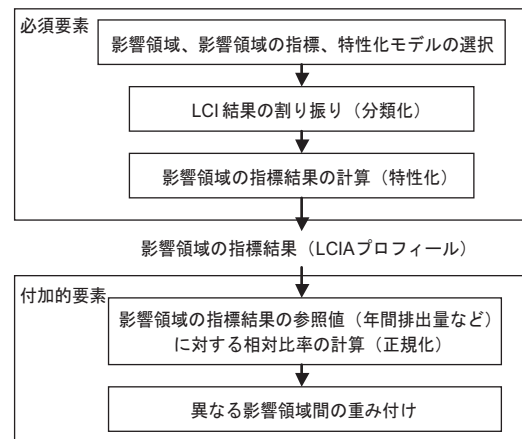 必須要素
影響領域、影響領域の指標、特性化モデルの選択
LCI 結果の割り振り（分類化）
影響領域の指標結果の計算（特性化）
影響領域の指標結果（LCIAプロフィール）
付加的要素
影響領域の指標結果の参照値（年間排出量など）
に対する相対比率の計算（正規化）
異なる影響領域間の重み付け